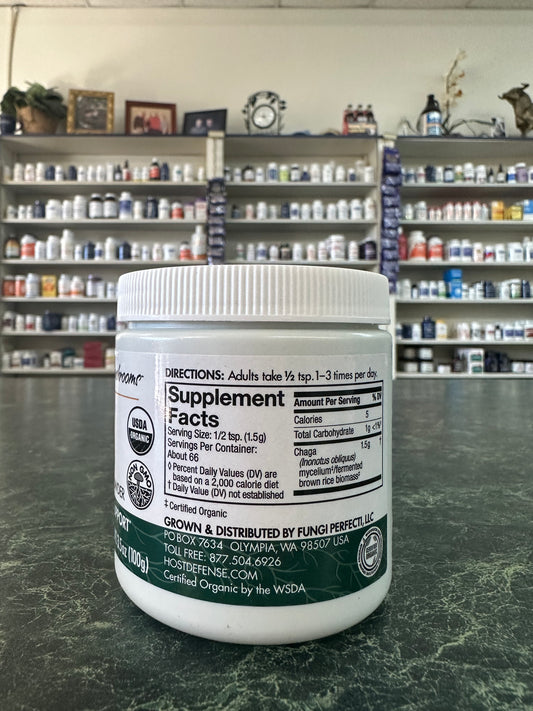 DIRECTIONS: Adults take ½ tsp. 1–3 times per day.
Supplement
Facts
Serving Size: 1/2 tsp. (1.5g)
Servings Per Container:
About 66
◊ Percent Daily Values (DV) are
based on a 2,000 calorie diet
† Daily Value (DV) not established
Amount Per Serving % DV
Calories 5
Total Carbohydrate 1g <1%◊
Chaga 1.5g †
(Inonotus obliquus)
mycelium‡/fermented
brown rice biomass‡
‡ Certified Organic
GROWN & DISTRIBUTED BY FUNGI PERFECTI, LLC
PO BOX 7634 OLYMPIA, WA 98507 USA
TOLL FREE: 877.504.6926
HOSTDEFENSE.COM
Certified Organic by the WSDA
USDA
ORGANIC
NON GMO
(100g)